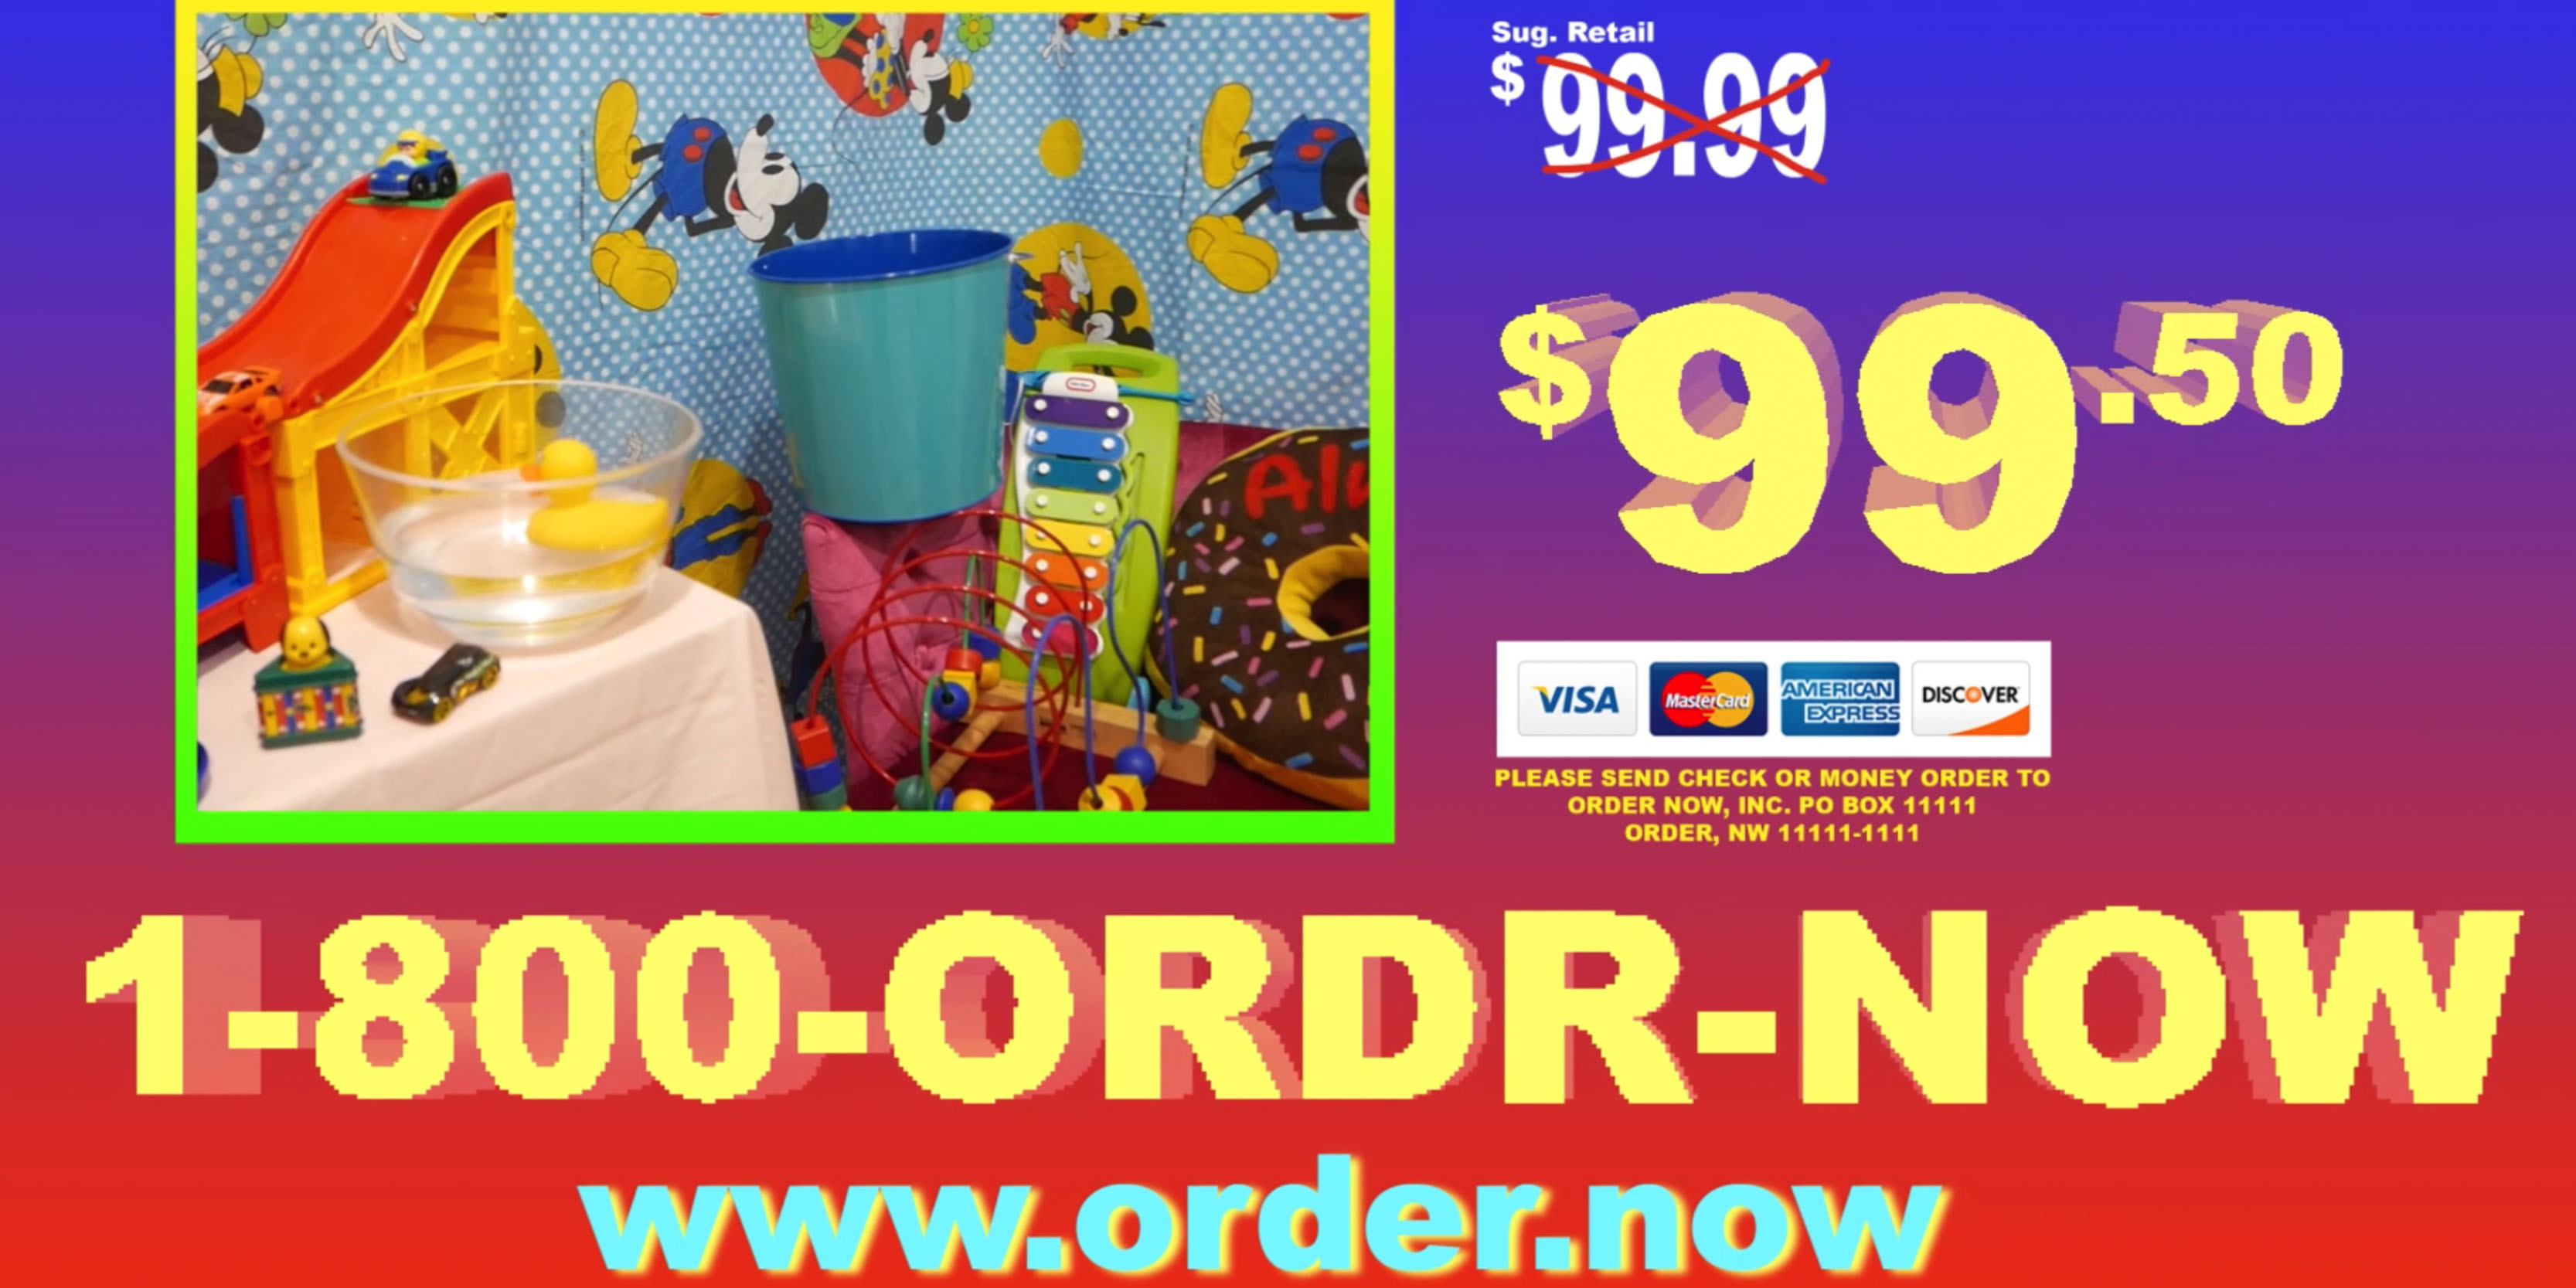 Sug. Retail
$99.99
$99.50
VISA
MasterCard
AMERICAN
EXPRESS
DISCOVER
PLEASE SEND CHECK OR MONEY ORDER TO
ORDER NOW, INC. PO BOX 11111
ORDER, NW 11111-1111
1-800-ORDR-NOW
www.order.now